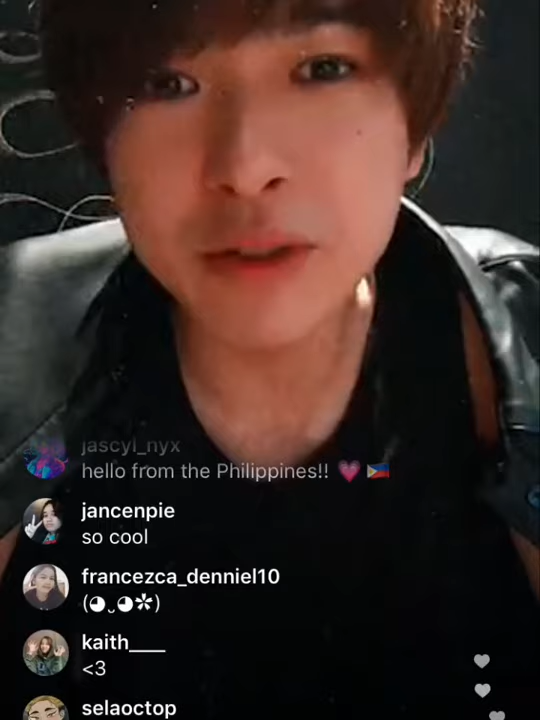 jascyl_nyx
hello from the Philippines!! 💗 🇵🇭
jancenpie
so cool
francezca_denniel10
(◕ˬ◕✲)
kaith____
<3
selaoctop